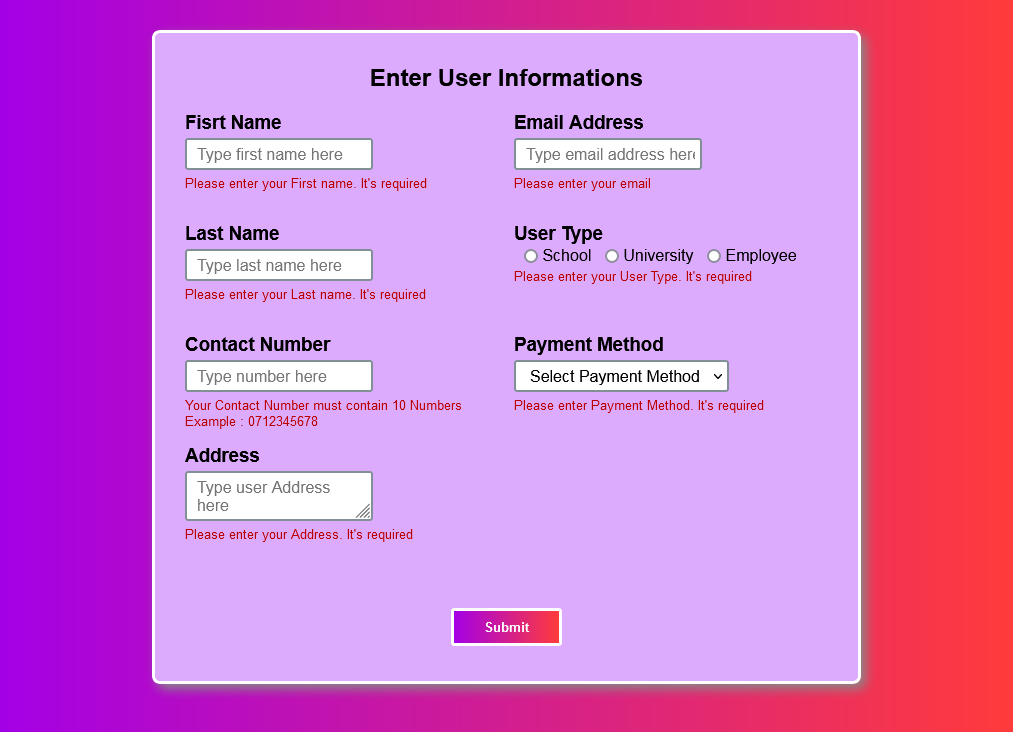 Enter User Informations
Fisrt Name
Type first name here
Please enter your First name. It's required
Email Address
Type email address here
Please enter your email
Last Name
Type last name here
Please enter your Last name. It's required
User Type
School University Employee
Please enter your User Type. It's required
Contact Number
Type number here
Your Contact Number must contain 10 Numbers
Example : 0712345678
Payment Method
Select Payment Method
Please enter Payment Method. It's required
Address
Type user Address
here
Please enter your Address. It's required
Submit